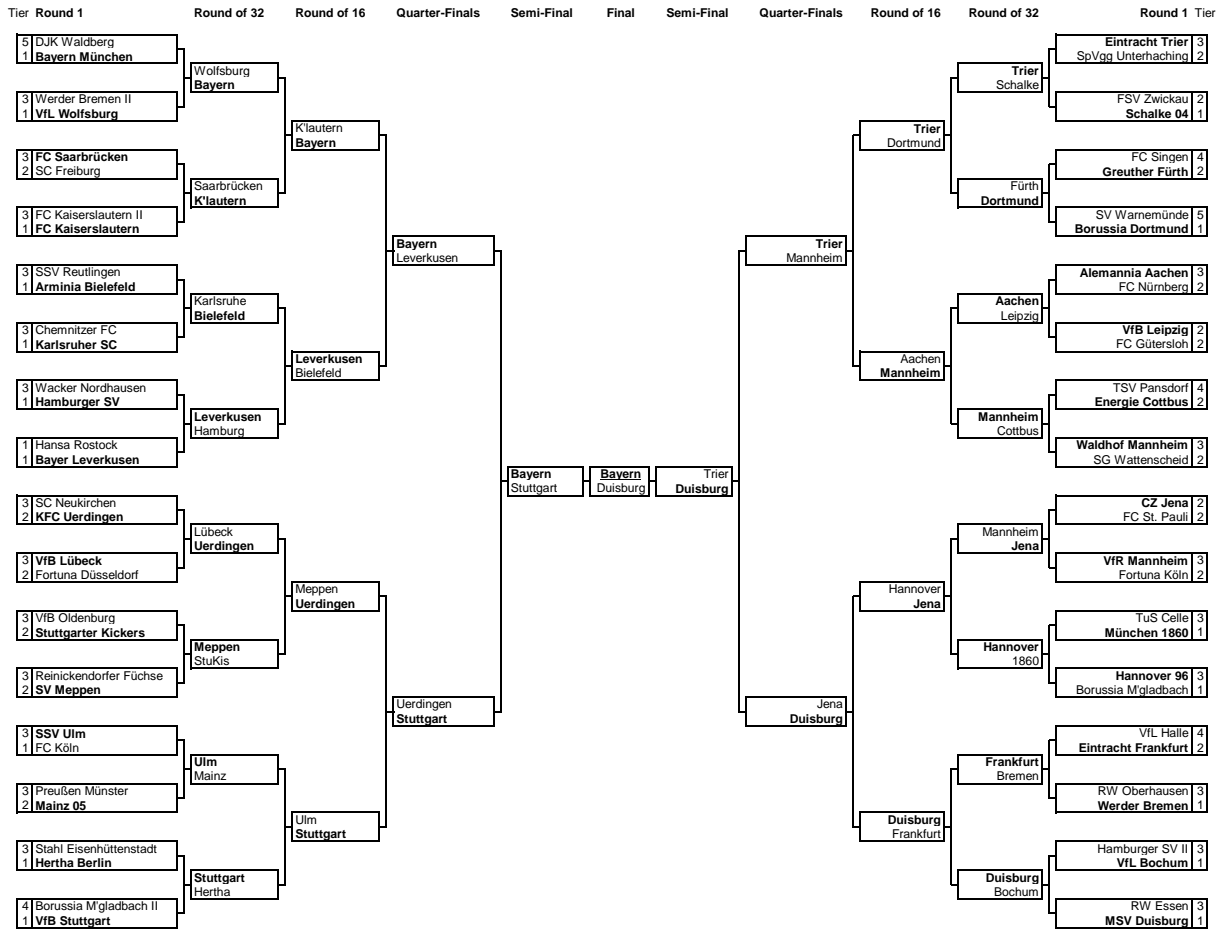 Tier Round 1 Round of 32 Round of 16 Quarter-Finals Semi-Final Final Semi-Final Quarter-Finals Round of 16 Round of 32 Round 1 Tier
5 DJK Waldberg
1 Bayern München
Wolfsburg
Bayern
3 Werder Bremen II
1 VfL Wolfsburg
K'lautern
Bayern
3 FC Saarbrücken
2 SC Freiburg
Saarbrücken
K'lautern
3 FC Kaiserslautern II
1 FC Kaiserslautern
Bayern
Leverkusen
3 SSV Reutlingen
1 Arminia Bielefeld
Karlsruhe
Bielefeld
3 Chemnitzer FC
1 Karlsruher SC
Leverkusen
Bielefeld
3 Wacker Nordhausen
1 Hamburger SV
Leverkusen
Hamburg
1 Hansa Rostock
1 Bayer Leverkusen
Bayern
Stuttgart
3 SC Neukirchen
2 KFC Uerdingen
Lübeck
Uerdingen
3 VfB Lübeck
2 Fortuna Düsseldorf
Meppen
Uerdingen
3 VfB Oldenburg
2 Stuttgarter Kickers
Meppen
StuKis
3 Reinickendorfer Füchse
2 SV Meppen
Uerdingen
Stuttgart
3 SSV Ulm
1 FC Köln
Ulm
Mainz
3 Preußen Münster
2 Mainz 05
Ulm
Stuttgart
3 Stahl Eisenhüttenstadt
1 Hertha Berlin
Stuttgart
Hertha
4 Borussia M'gladbach II
1 VfB Stuttgart
Bayern
Duisburg
Trier
Duisburg
Eintracht Trier 3
SpVgg Unterhaching 2
Trier
Schalke
FSV Zwickau 2
Schalke 04 1
Trier
Dortmund
FC Singen 4
Greuther Fürth 2
Fürth
Dortmund
SV Warnemünde 5
Borussia Dortmund 1
Trier
Mannheim
Alemannia Aachen 3
FC Nürnberg 2
Aachen
Leipzig
VfB Leipzig 2
FC Gütersloh 2
Aachen
Mannheim
TSV Pansdorf 4
Energie Cottbus 2
Mannheim
Cottbus
Waldhof Mannheim 3
SG Wattenscheid 2
CZ Jena 2
FC St. Pauli 2
Mannheim
Jena
VfR Mannheim 3
Fortuna Köln 2
Hannover
Jena
TuS Celle 3
München 1860 1
Hannover
1860
Hannover 96 3
Borussia M'gladbach 1
Jena
Duisburg
VfL Halle 4
Eintracht Frankfurt 2
Frankfurt
Bremen
RW Oberhausen 3
Werder Bremen 1
Duisburg
Frankfurt
Hamburger SV II 3
VfL Bochum 1
Duisburg
Bochum
RW Essen 3
MSV Duisburg 1